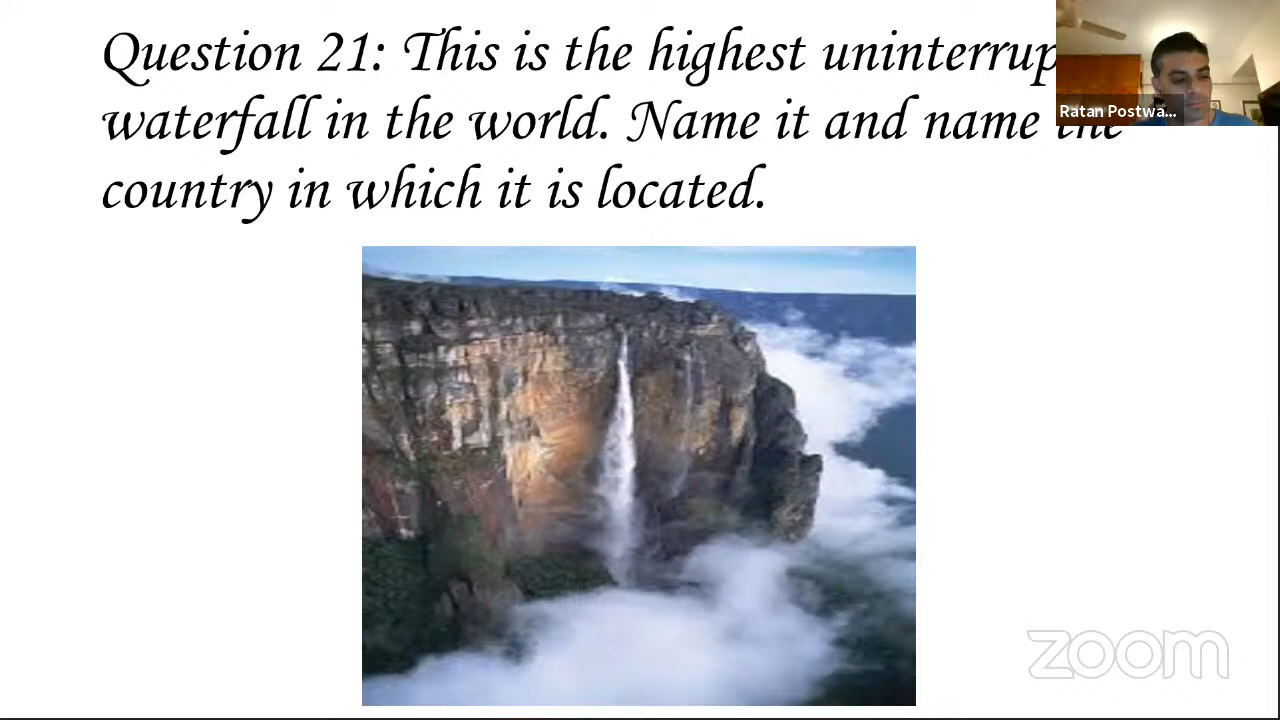 Question 21: This is the highest uninterrup
waterfall in the world. Name it and name the
country in which it is located.
Ratan Postwa...
zoom